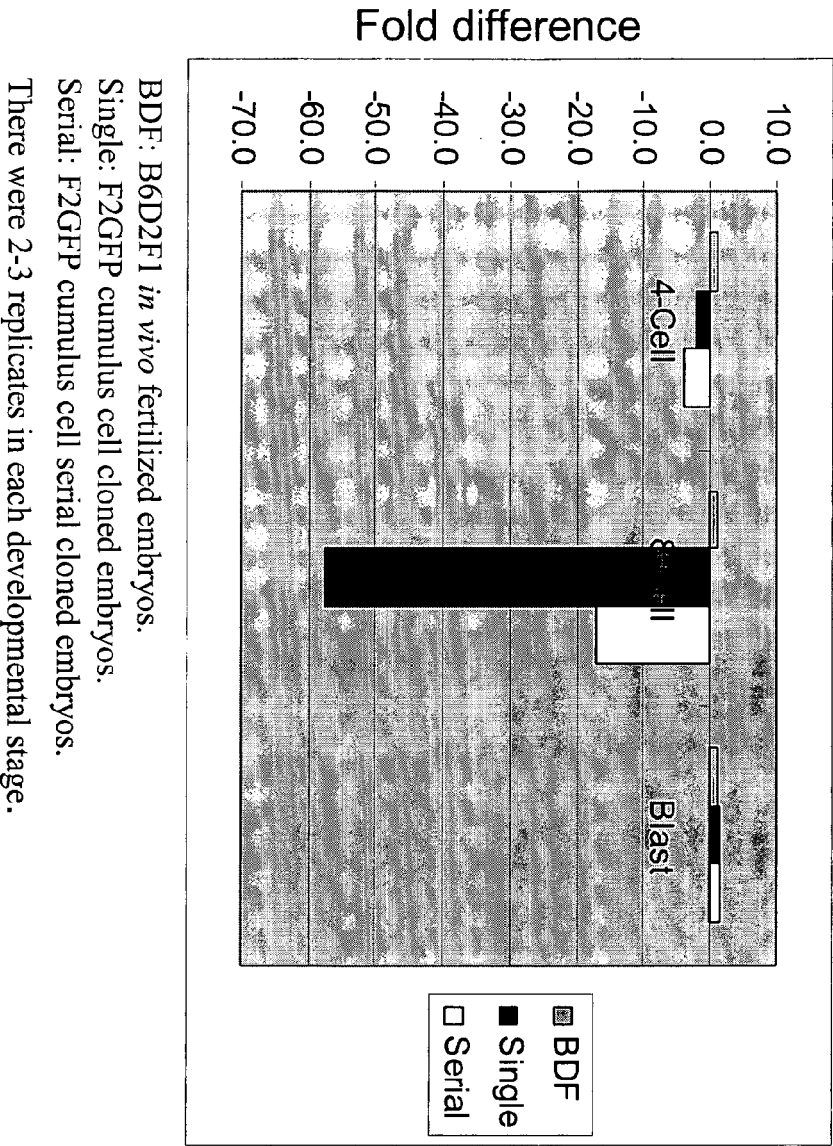 Fold difference
10.0
0.0
-10.0
-20.0
-30.0
-40.0
-50.0
-60.0
-70.0
4-Cell
Blast
BDF
Single
Serial
BDF: B6D2F1 in vivo fertilized embryos.
Single: F2GFP cumulus cell cloned embryos.
Serial: F2GFP cumulus cell serial cloned embryos.
There were 2-3 replicates in each developmental stage.